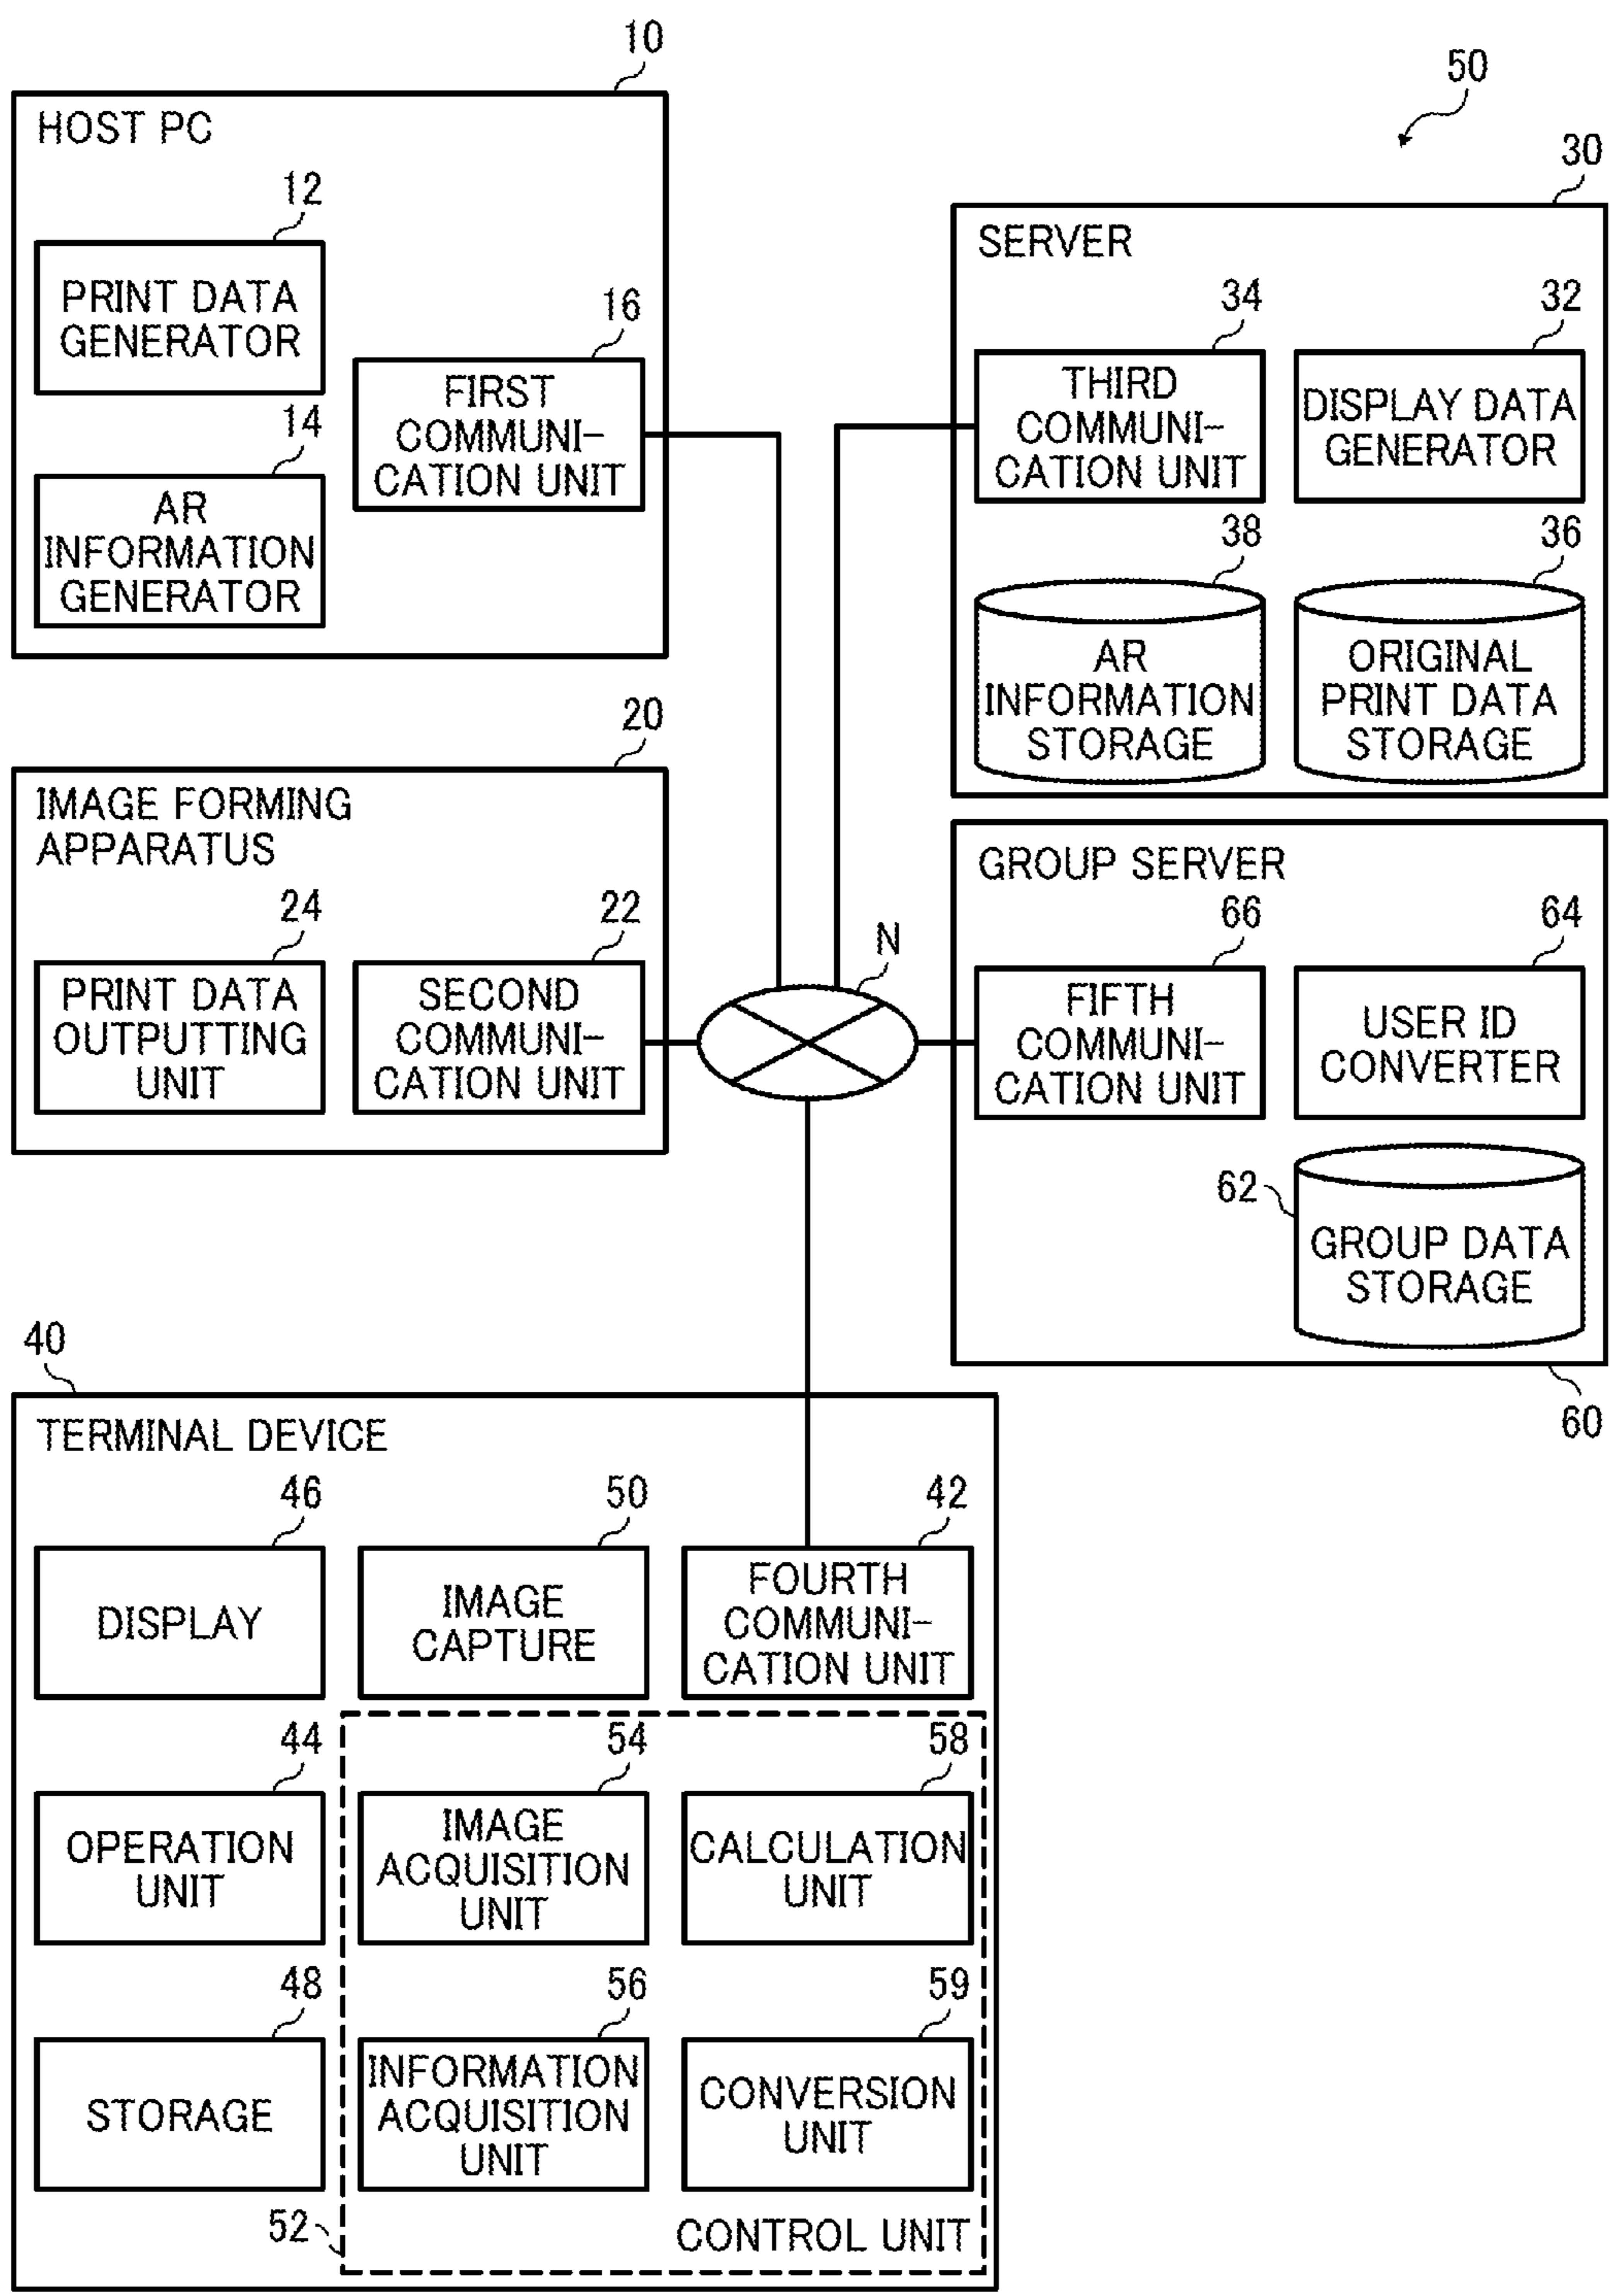 10
HOST PC
12
PRINT DATA
GENERATOR
16
FIRST
COMMUNI-
CATION UNIT
14
AR
INFORMATION
GENERATOR
50
30
SERVER
34
THIRD
COMMUNI-
CATION UNIT
32
DISPLAY DATA
GENERATOR
38
AR
INFORMATION
STORAGE
36
ORIGINAL
PRINT DATA
STORAGE
20
IMAGE FORMING
APPARATUS
24
PRINT DATA
OUTPUTTING
UNIT
22
SECOND
COMMUNI-
CATION UNIT
N
GROUP SERVER
66
FIFTH
COMMUNI-
CATION UNIT
64
USER ID
CONVERTER
62
GROUP DATA
STORAGE
60
40
TERMINAL DEVICE
46
DISPLAY
50
IMAGE
CAPTURE
42
FOURTH
COMMUNI-
CATION UNIT
44
OPERATION
UNIT
54
IMAGE
ACQUISITION
UNIT
58
CALCULATION
UNIT
48
STORAGE
56
INFORMATION
ACQUISITION
UNIT
59
CONVERSION
UNIT
52
CONTROL UNIT